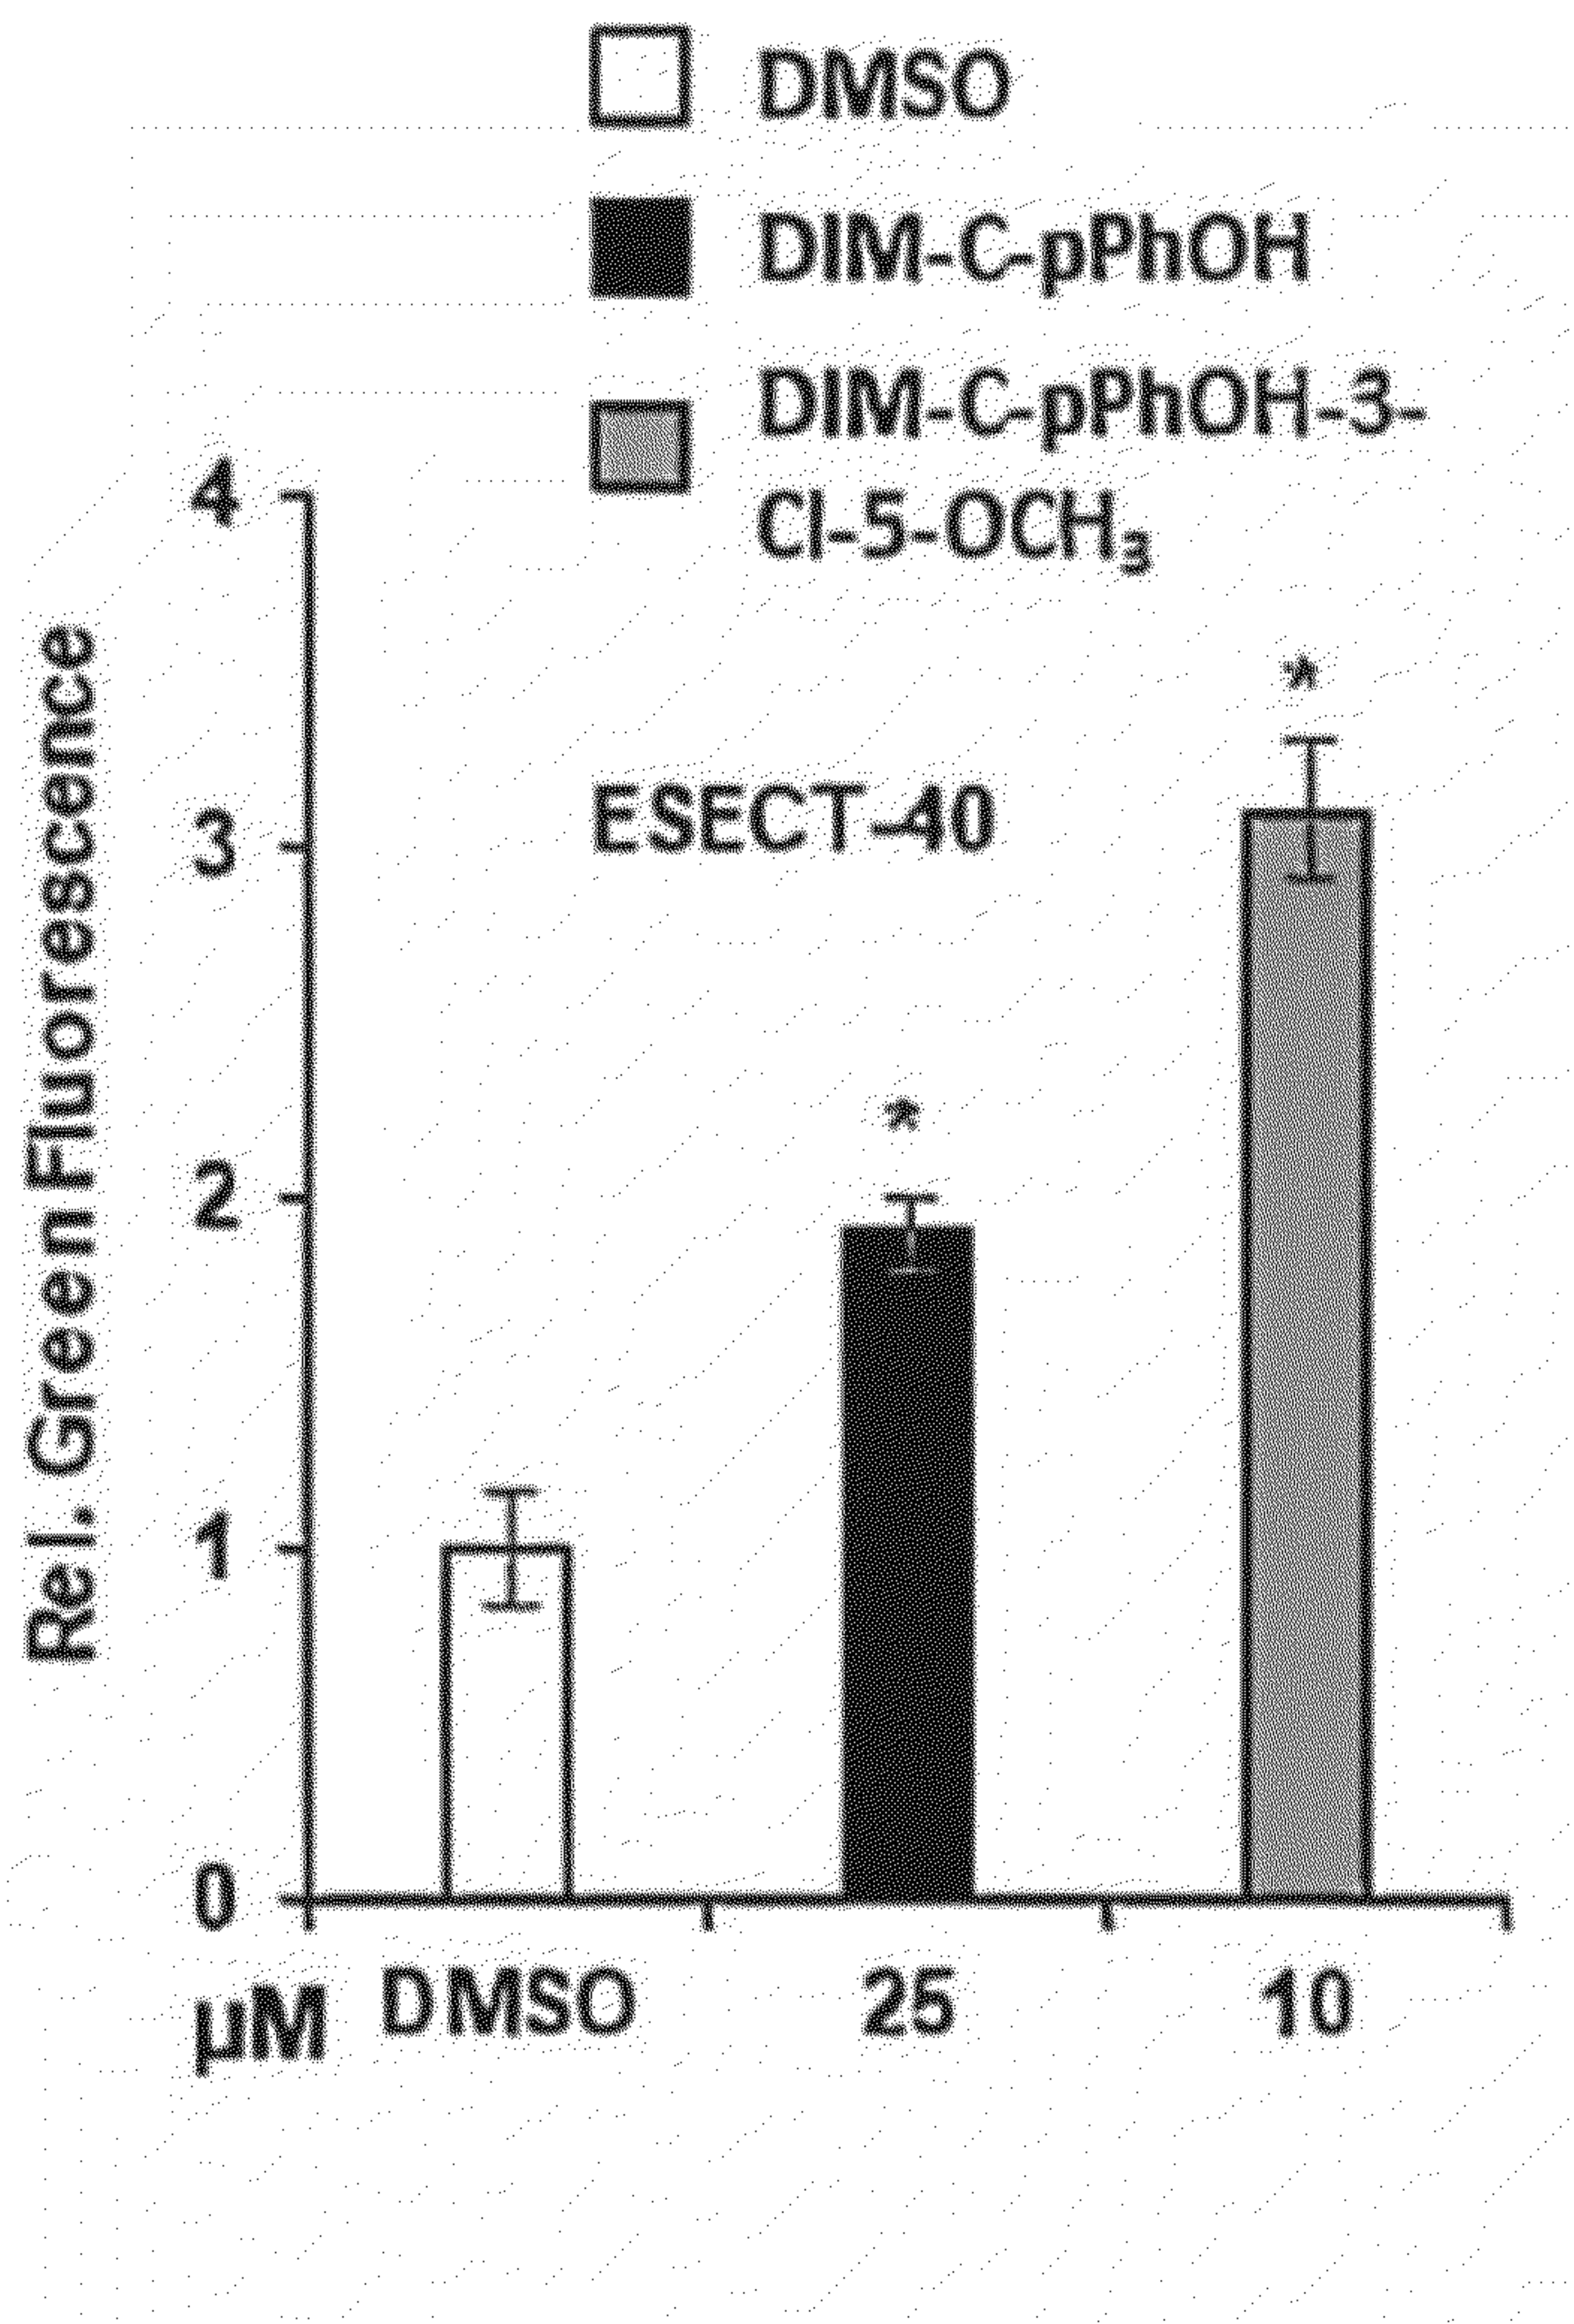 DMSO
DIM-C-pPhOH
DIM-C-pPhOH-3-
Cl-5-OCH₃
Rel. Green Fluorescence
4
3
2
1
0
ESECT-40
*
*
µM DMSO 25 10